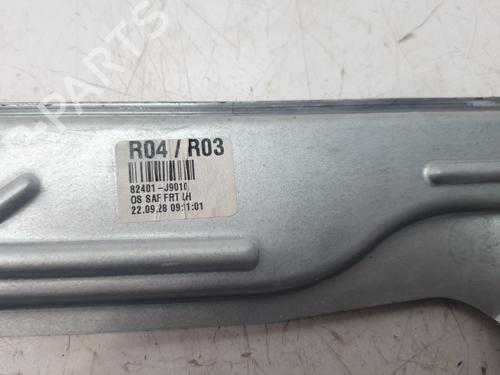 R04 / R03
82401-J9010
OS SAF FRT LH
22.09.28 09:11:01